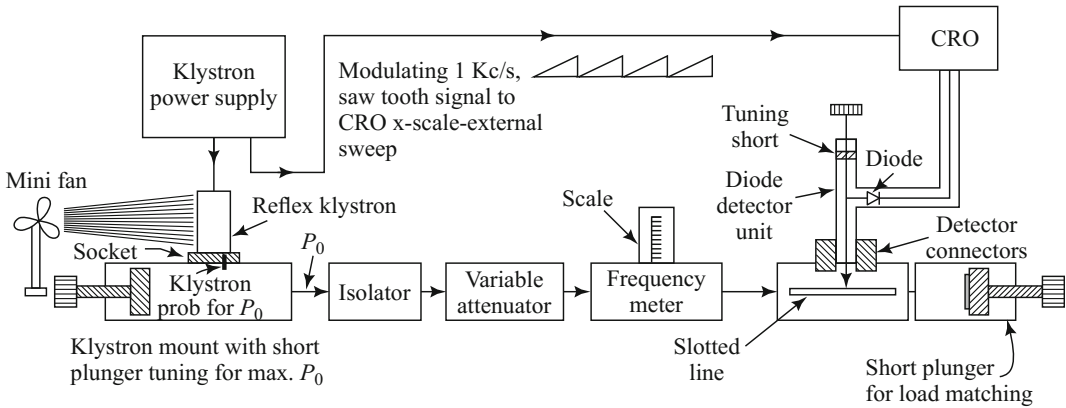 Klystron
power supply
Modulating 1 Kc/s,
saw tooth signal to
CRO x-scale-external
sweep
CRO
Tuning
short
Diode
Diode
detector
unit
Mini fan
Reflex klystron
Socket
Scale
Detector
connectors
Klystron
prob for P₀
P₀
Isolator
Variable
attenuator
Frequency
meter
Slotted
line
Klystron mount with short
plunger tuning for max. P₀
Short plunger
for load matching